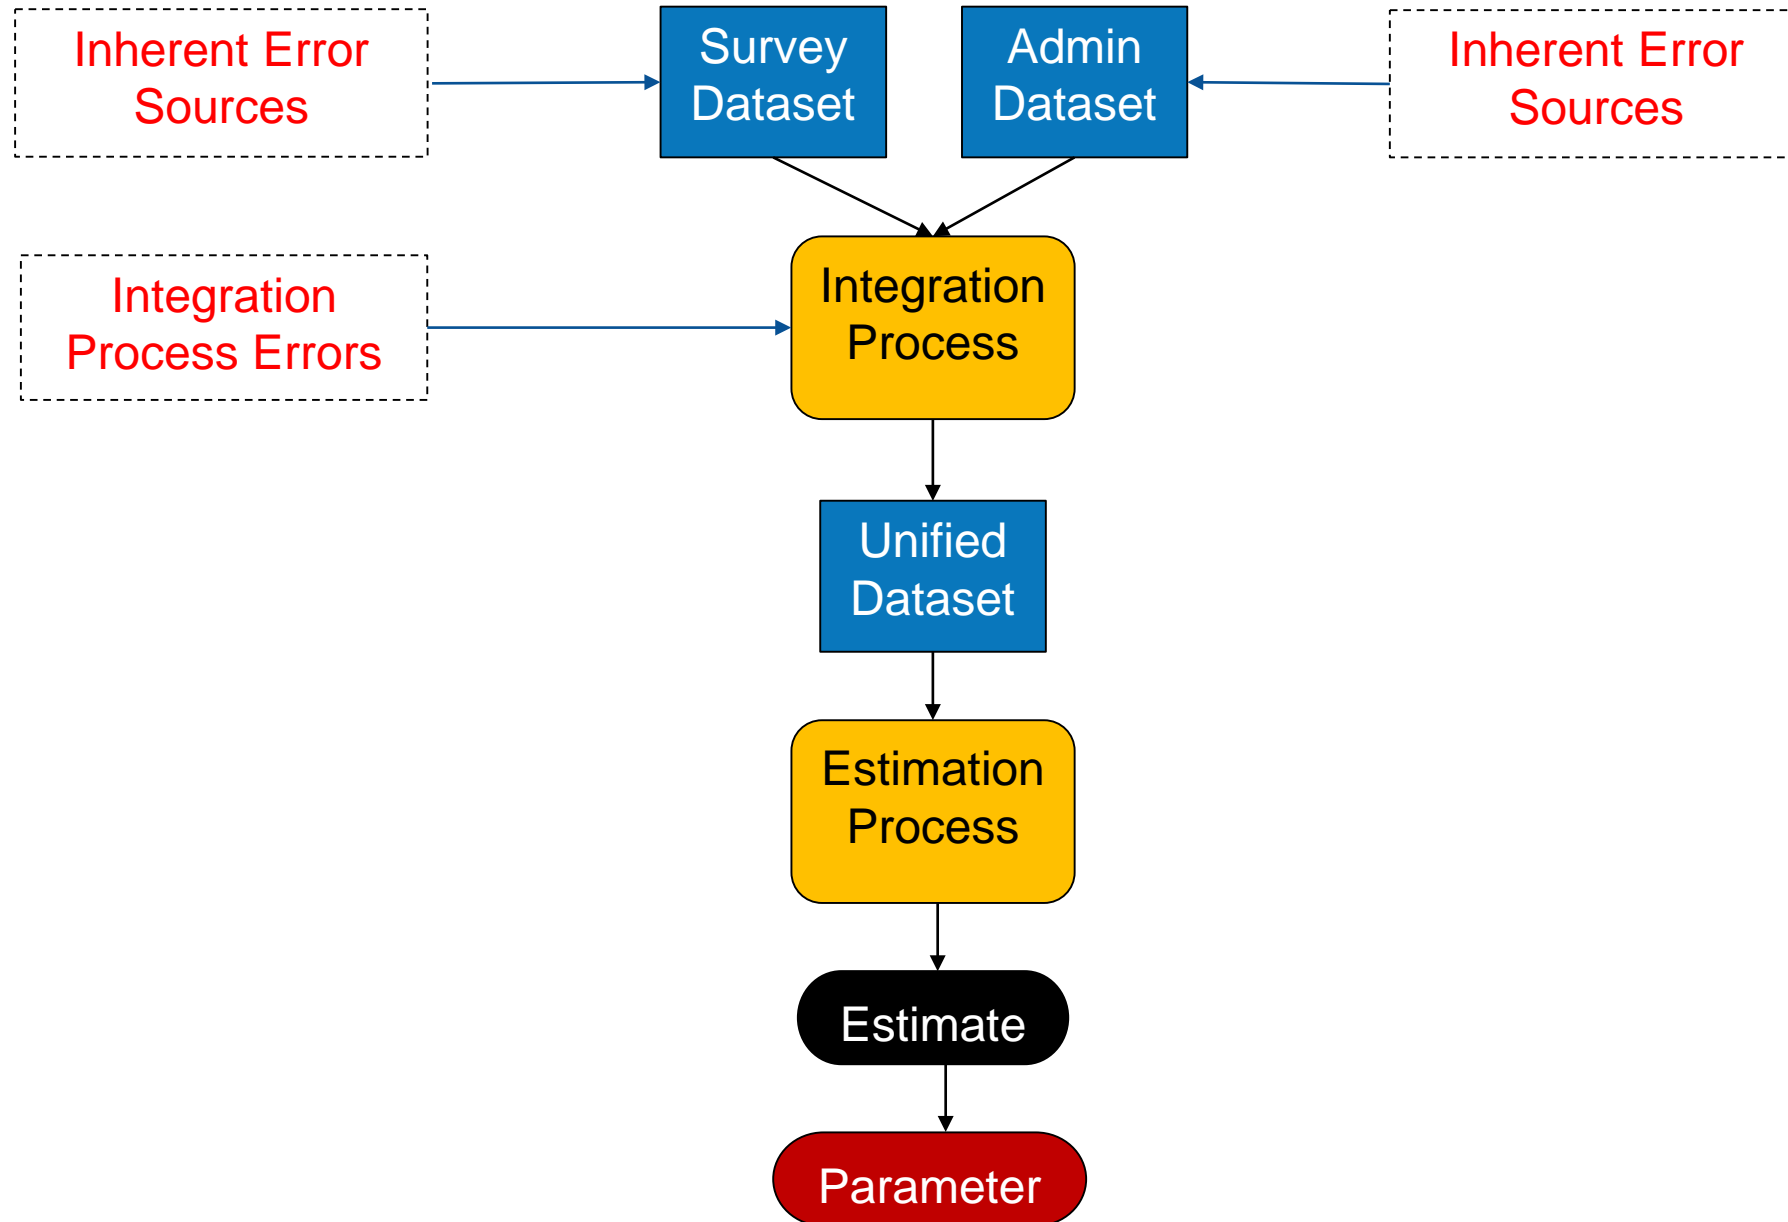 Inherent Error
Sources
Survey
Dataset
Admin
Dataset
Inherent Error
Sources
Integration
Process Errors
Integration
Process
Unified
Dataset
Estimation
Process
Estimate
Parameter